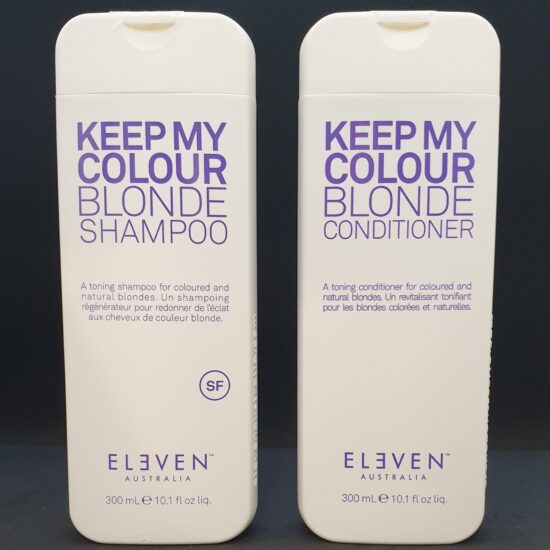 KEEP MY
COLOUR
BLONDE
SHAMPOO
A toning shampoo for coloured and
natural blondes. Un shampoing
régénérateur pour redonner de l'éclat
aux cheveux de couleur blonde.
SF
ELEVEN™
AUSTRALIA
300 mL ℮ 10.1 fl oz liq.
KEEP MY
COLOUR
BLONDE
CONDITIONER
A toning conditioner for coloured and
natural blondes. Un revitalisant tonifiant
pour les blondes colorées et naturelles.
ELEVEN™
AUSTRALIA
300 mL ℮ 10.1 fl oz liq.